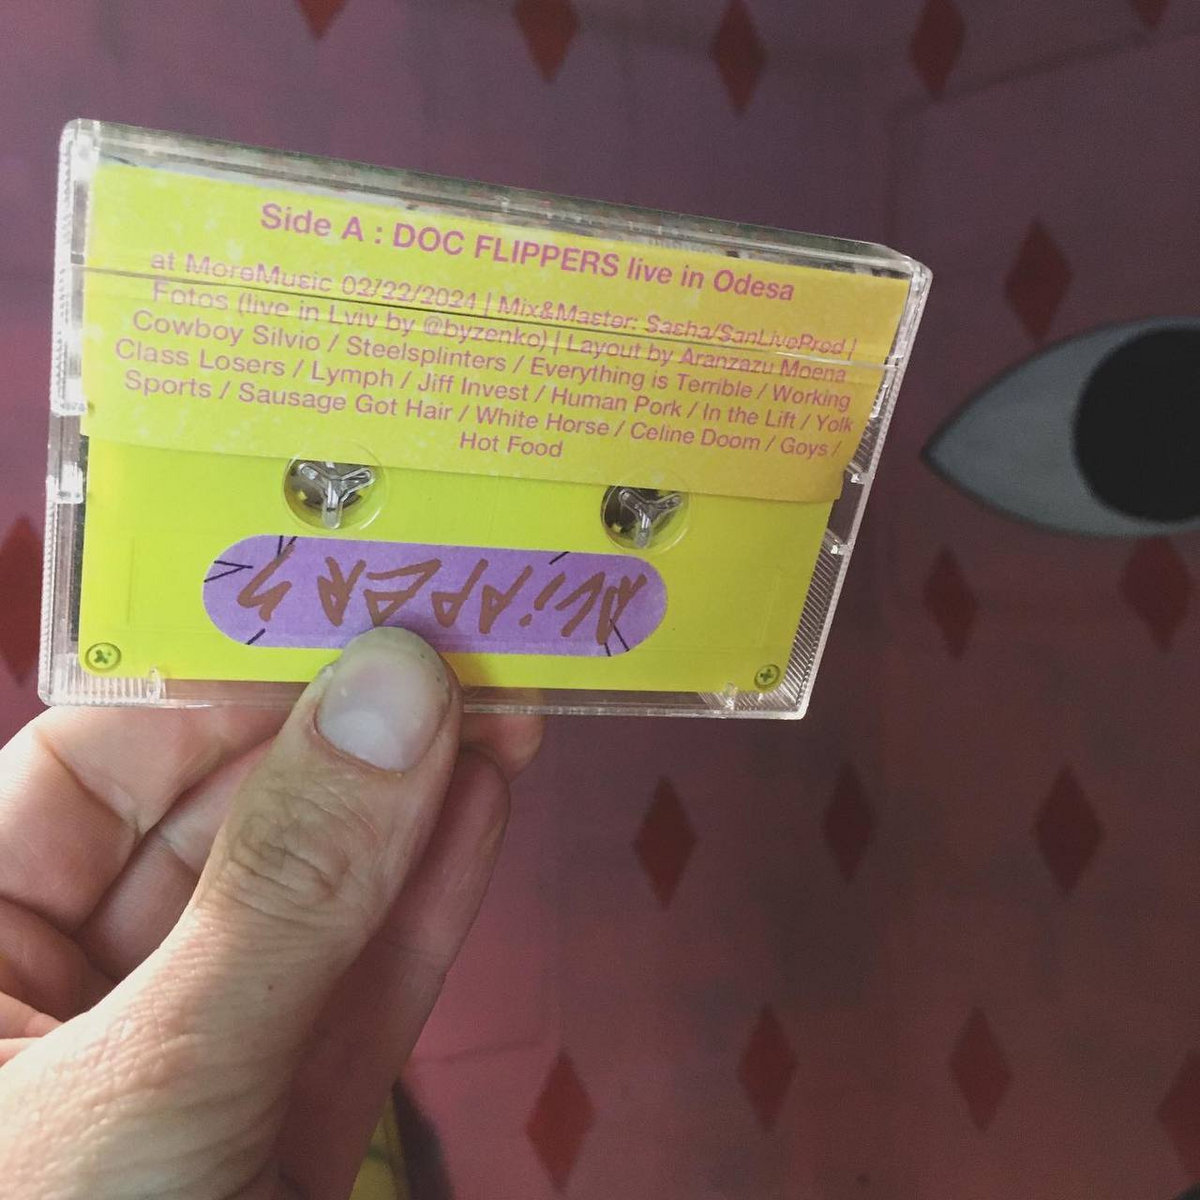 Side A : DOC FLIPPERS live in Odesa
at MoreMusic 02/22/2024 | Mix&Master: Sasha/SanLiveProd |
Fotos (live in Lviv by @byzenko) | Layout by Aranzazu Moena
Cowboy Silvio / Steelsplinters / Everything is Terrible / Working
Class Losers / Lymph / Jiff Invest / Human Pork / In the Lift / Yolk
Sports / Sausage Got Hair / White Horse / Celine Doom / Goys /
Hot Food